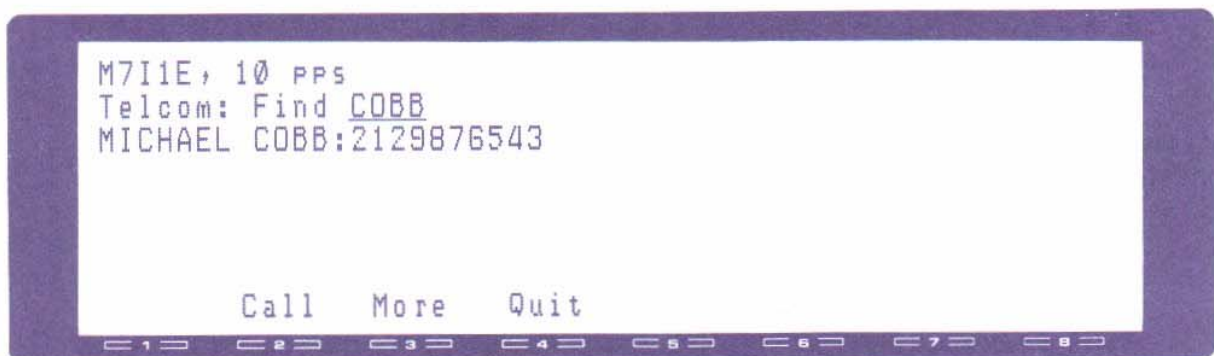 M7I1E, 10 pps
Telcom: Find COBB
MICHAEL COBB:2129876543
Call More Quit
1 2 3 4 5 6 7 8